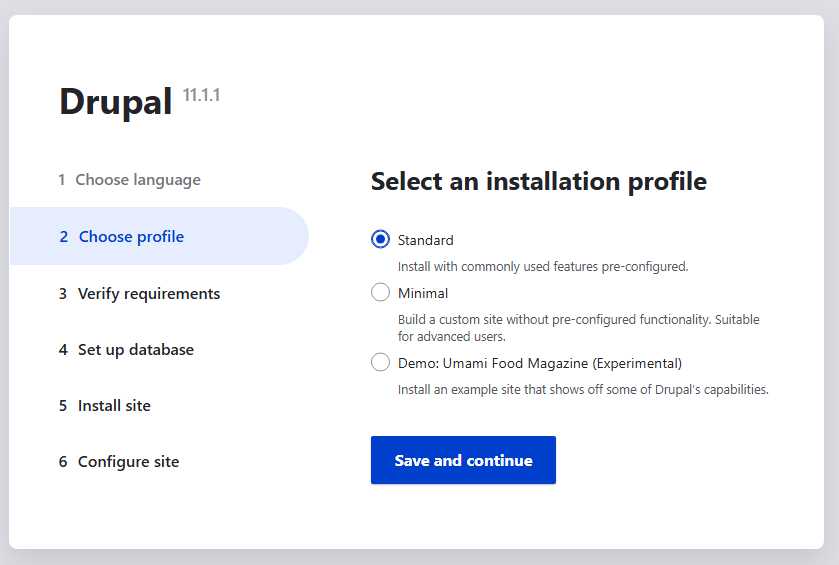 Drupal 11.1.1
1 Choose language
2 Choose profile
3 Verify requirements
4 Set up database
5 Install site
6 Configure site
Select an installation profile
Standard
Install with commonly used features pre-configured.
Minimal
Build a custom site without pre-configured functionality. Suitable
for advanced users.
Demo: Umami Food Magazine (Experimental)
Install an example site that shows off some of Drupal's capabilities.
Save and continue